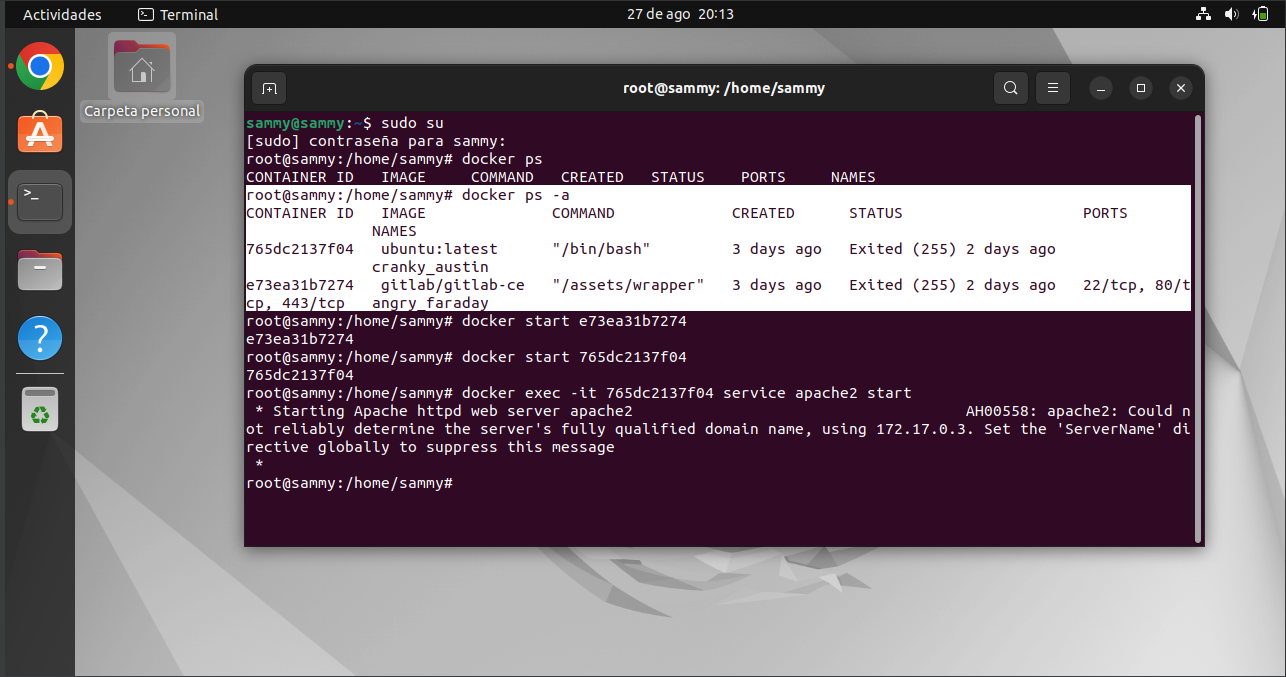 Actividades Terminal 27 de ago 20:13
Carpeta personal
root@sammy: /home/sammy
sammy@sammy:~$ sudo su
[sudo] contraseña para sammy:
root@sammy:/home/sammy# docker ps
CONTAINER ID IMAGE COMMAND CREATED STATUS PORTS NAMES
root@sammy:/home/sammy# docker ps -a
CONTAINER ID IMAGE COMMAND CREATED STATUS PORTS
NAMES
765dc2137f04 ubuntu:latest "/bin/bash" 3 days ago Exited (255) 2 days ago
cranky_austin
e73ea31b7274 gitlab/gitlab-ce "/assets/wrapper" 3 days ago Exited (255) 2 days ago 22/tcp, 80/t
cp, 443/tcp angry_faraday
root@sammy:/home/sammy# docker start e73ea31b7274
e73ea31b7274
root@sammy:/home/sammy# docker start 765dc2137f04
765dc2137f04
root@sammy:/home/sammy# docker exec -it 765dc2137f04 service apache2 start
* Starting Apache httpd web server apache2 AH00558: apache2: Could n
ot reliably determine the server's fully qualified domain name, using 172.17.0.3. Set the 'ServerName' di
rective globally to suppress this message
*
root@sammy:/home/sammy#